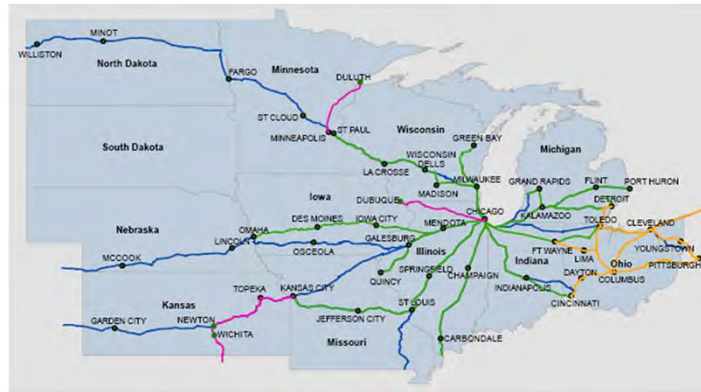 MINOT
WILLISTON
North Dakota
Minnesota
DULUTH
FARGO
ST CLOUD
ST PAUL
MINNEAPOLIS
Wisconsin
GREEN BAY
South Dakota
WISCONSIN
DELLS
Michigan
LA CROSSE
MADISON
MILWAUKEE
GRAND RAPIDS
FLINT
PORT HURON
Iowa
DUBUQUE
DETROIT
CHICAGO
KALAMAZOO
TOLEDO
CLEVELAND
Nebraska
OMAHA
DES MOINES
IOWA CITY
MENDOTA
LINCOLN
OSCEOLA
GALESBURG
Illinois
FT WAYNE
LIMA
YOUNGSTOWN
Indiana
Ohio
PITTSBURGH
MCCOOK
QUINCY
SPRINGFIELD
CHAMPAIGN
INDIANAPOLIS
DAYTON
COLUMBUS
Kansas
TOPEKA
KANSAS CITY
ST LOUIS
CINCINNATI
GARDEN CITY
NEWTON
JEFFERSON CITY
WICHITA
Missouri
CARBONDALE